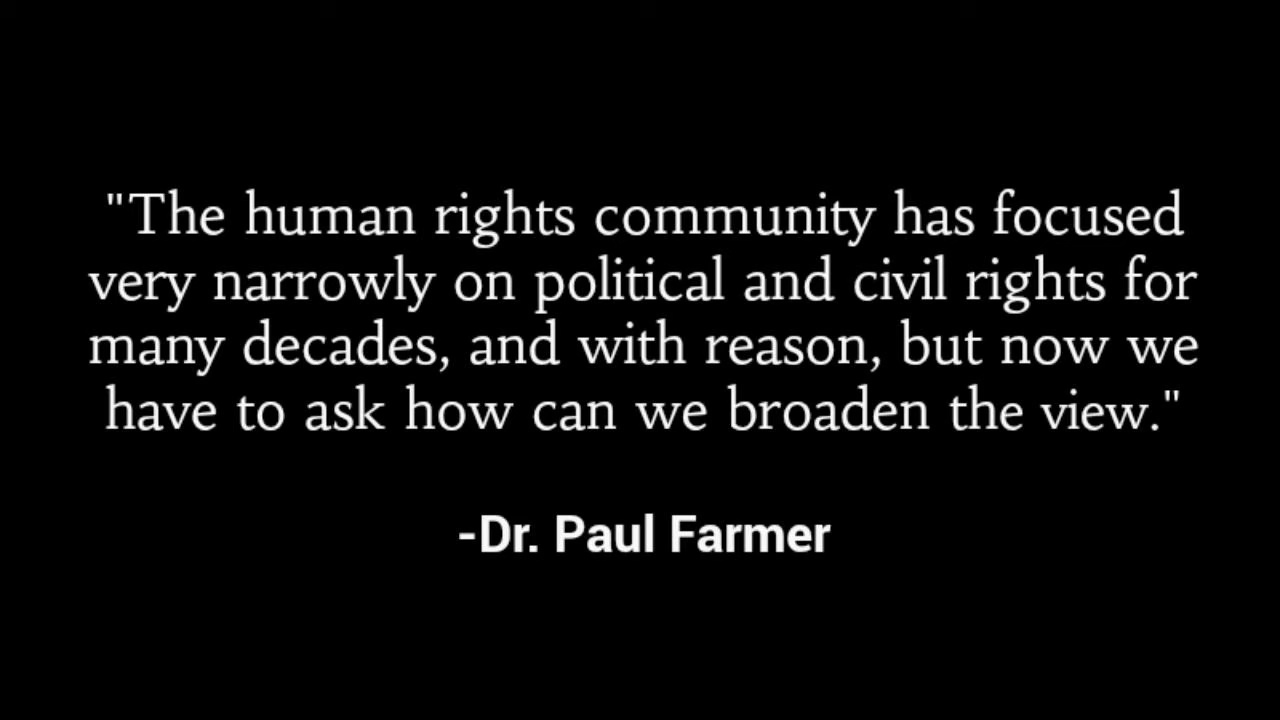 "The human rights community has focused
very narrowly on political and civil rights for
many decades, and with reason, but now we
have to ask how can we broaden the view."
-Dr. Paul Farmer